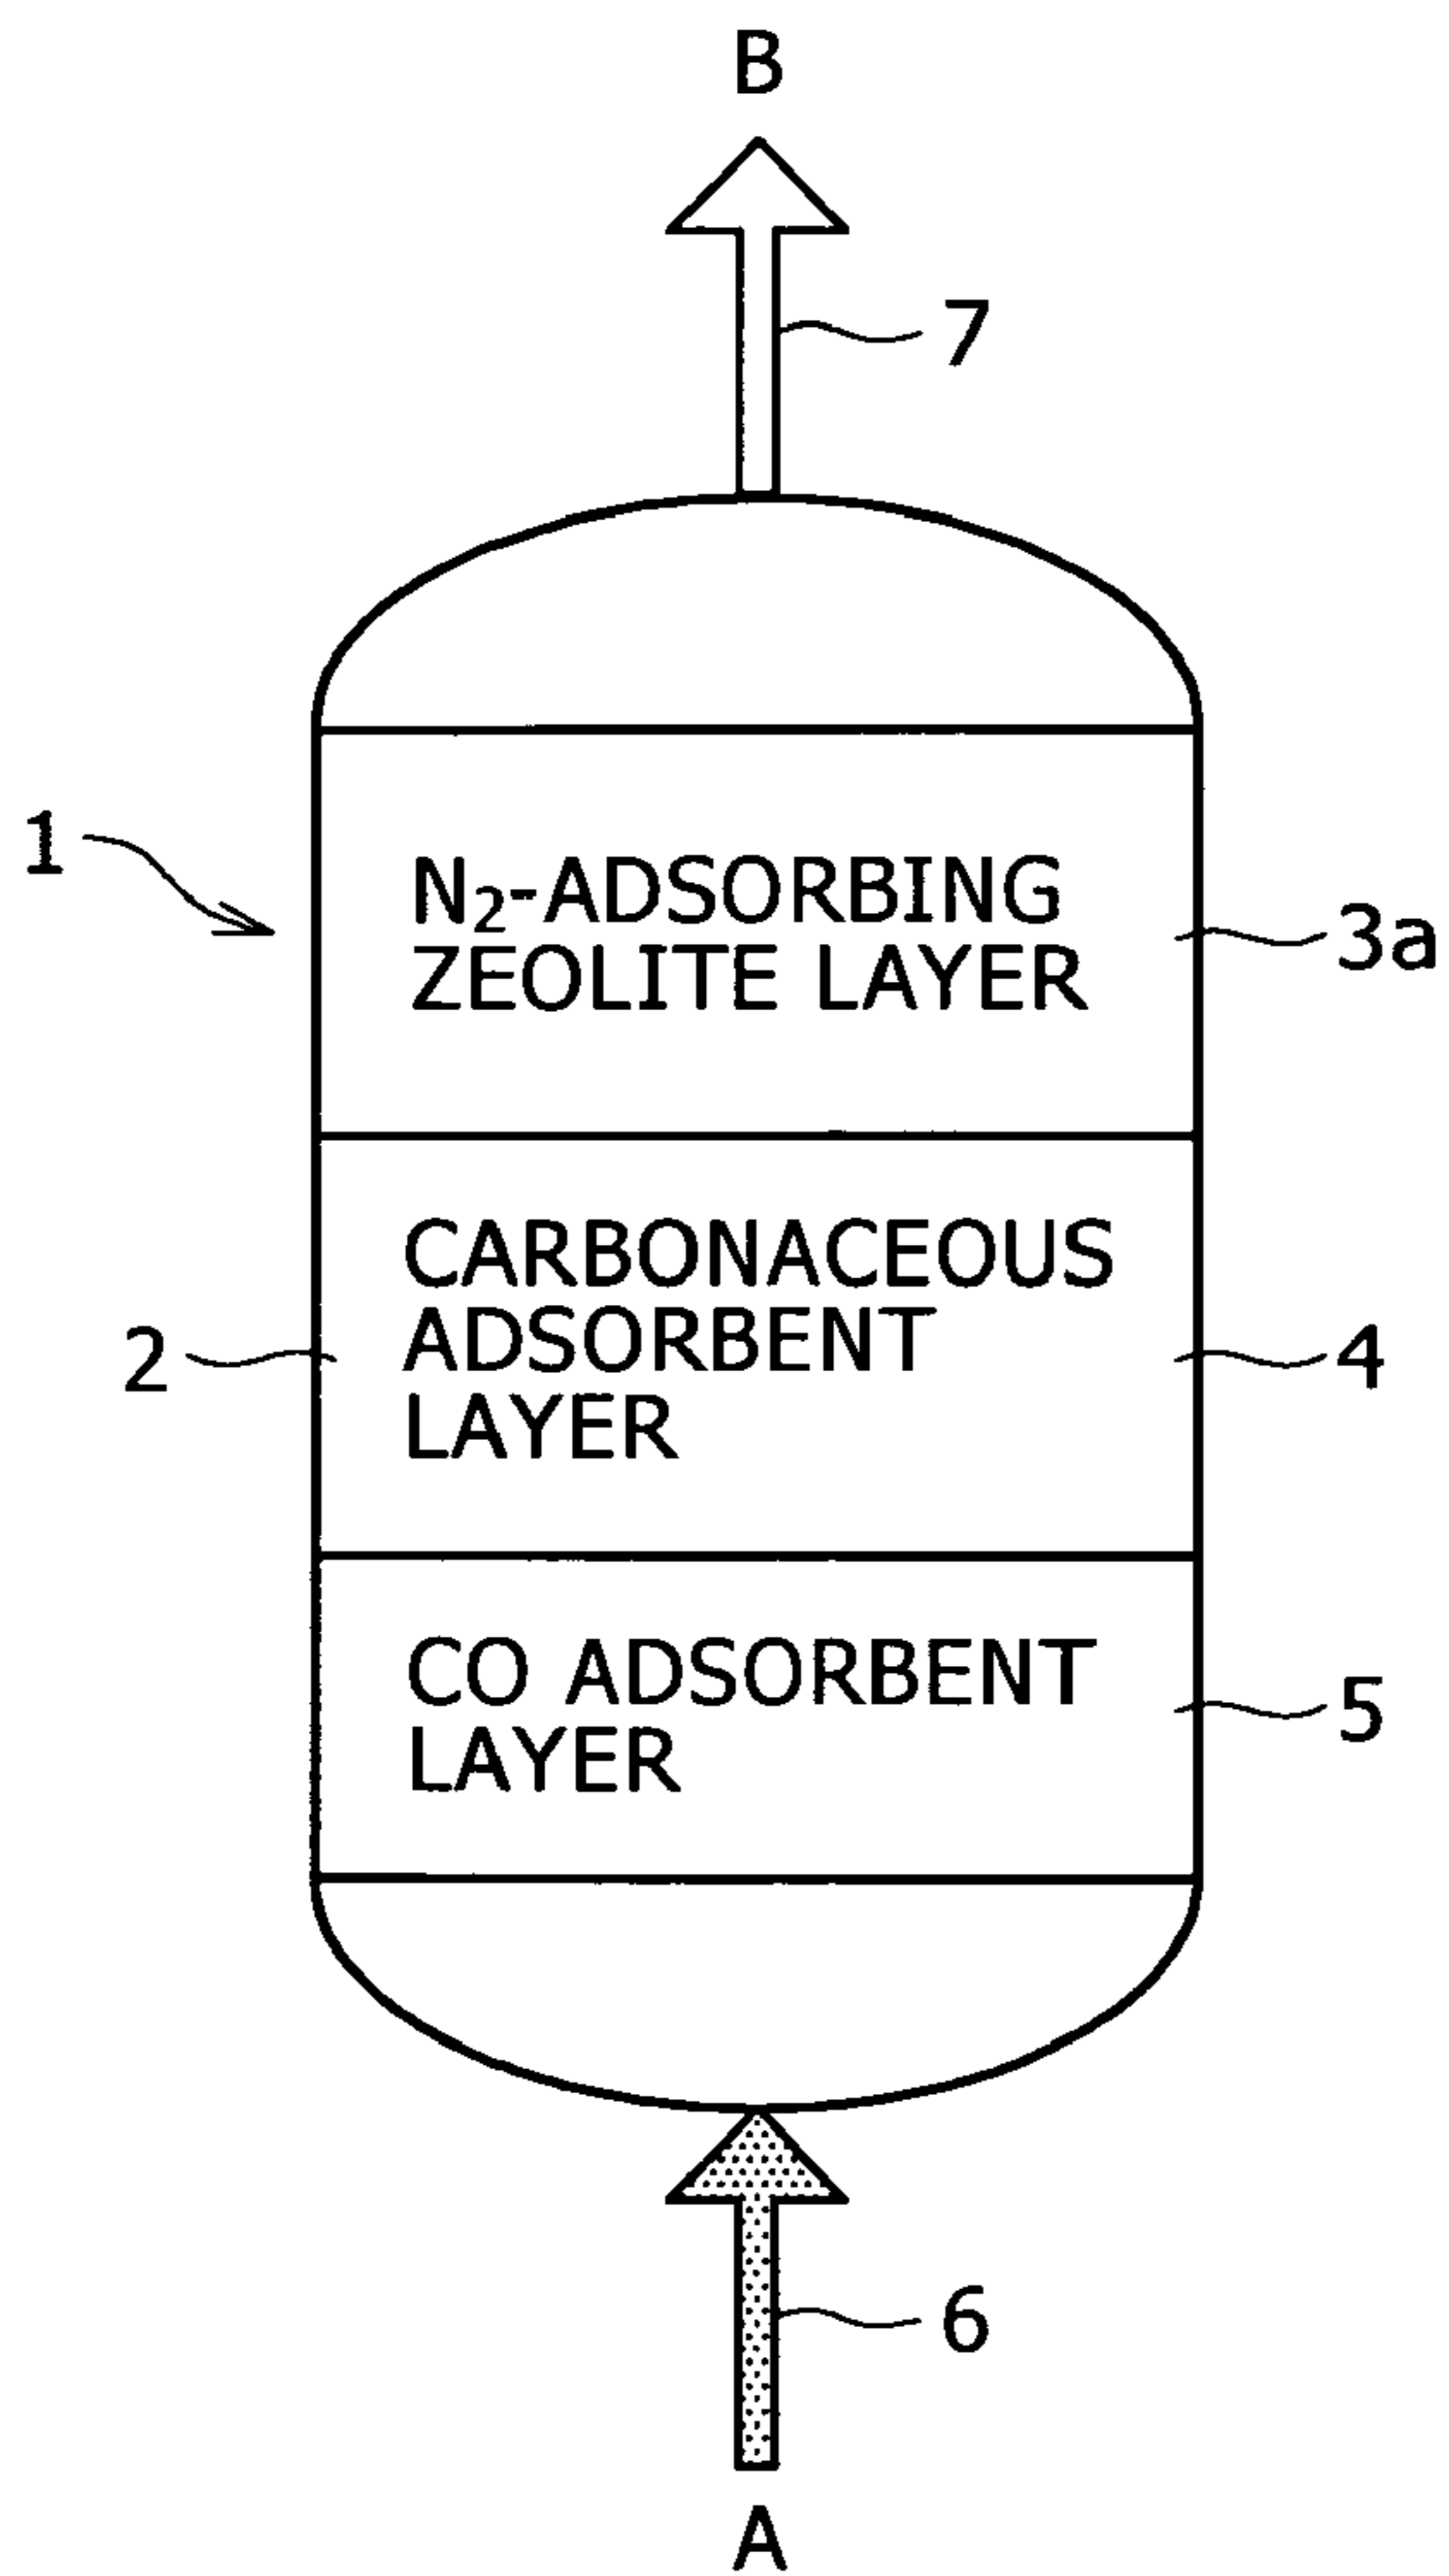 B
7
1
N₂-ADSORBING
ZEOLITE LAYER
3a
CARBONACEOUS
ADSORBENT
LAYER
2
4
CO ADSORBENT
LAYER
5
6
A